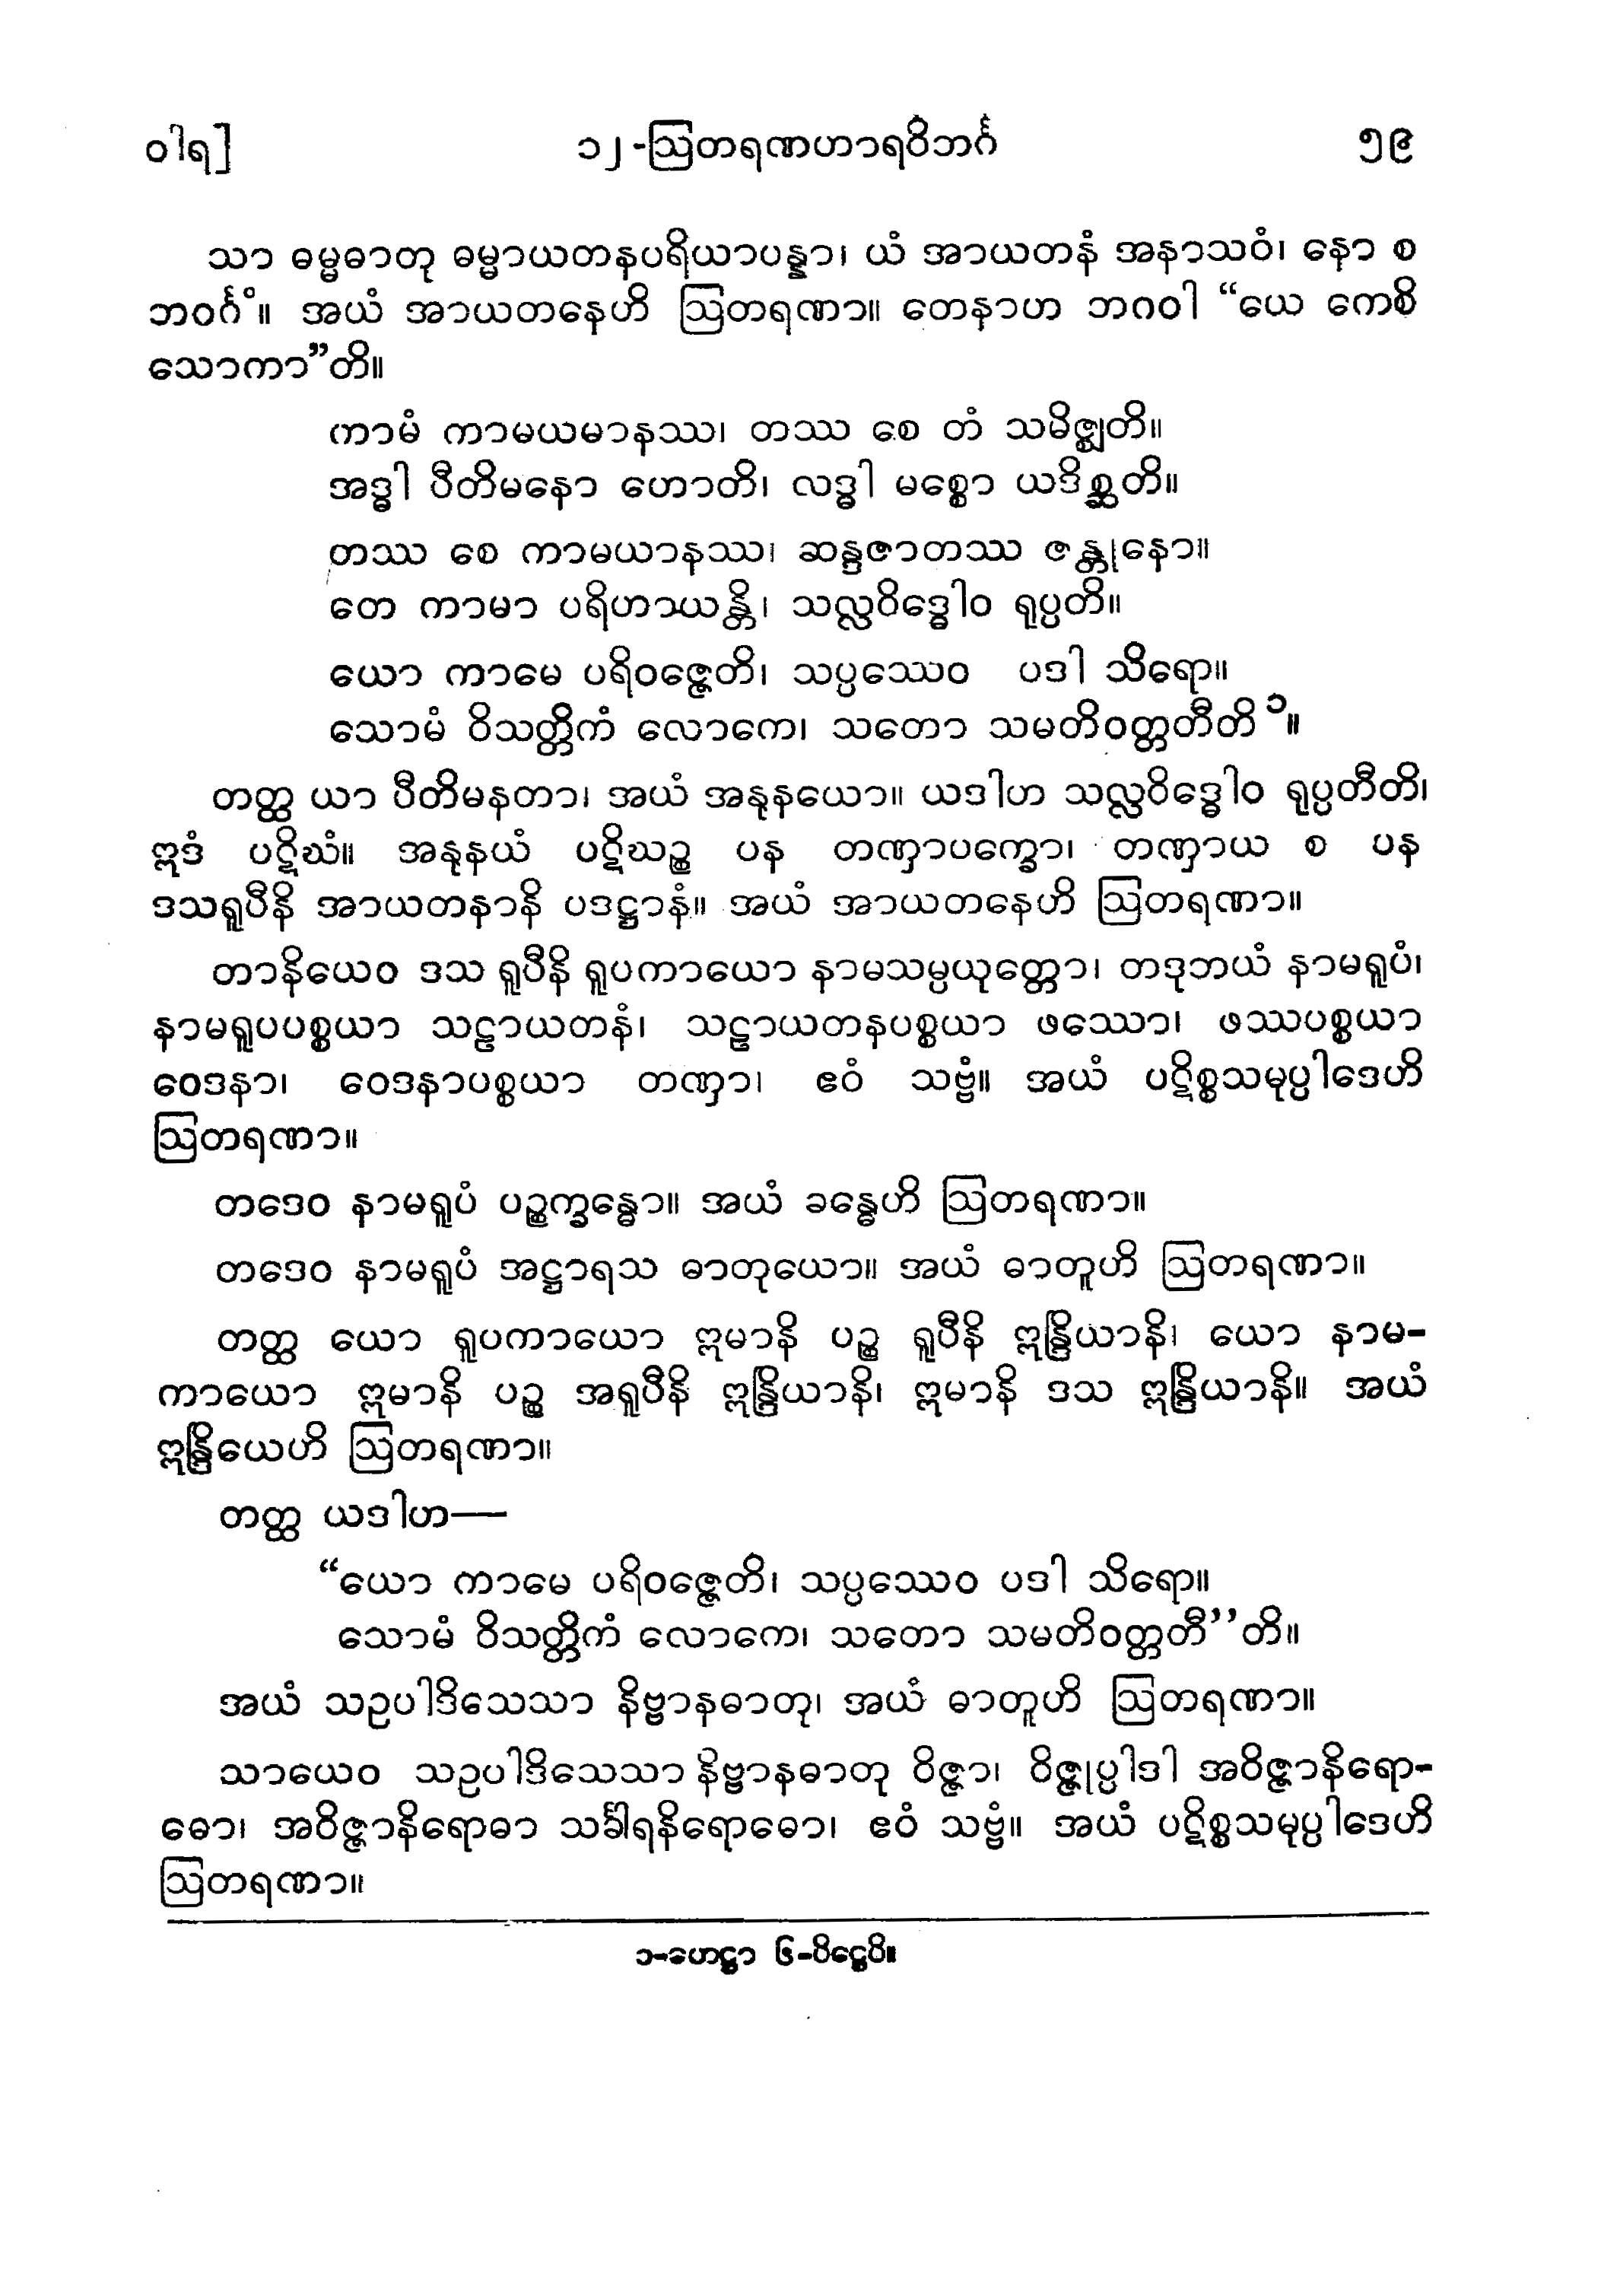 ဝါရ]
၁၂-ဩတရဏဟာရဝိဘင်္ဂ
၅၉
သာ ဓမ္မဓာတု ဓမ္မာယတနပရိယာပန္နာ၊ ယံ အာယတနံ အနာသဝံ၊ နော စ
ဘဝင်္ဂံ။ အယံ အာယတနေဟိ ဩတရဏာ။ တေနာဟ ဘဂဝါ “ယေ ကေစိ
သောကာ”တိ။
ကာမံ ကာမယမာနဿ၊ တဿ စေ တံ သမိဇ္ဈတိ။
အဒ္ဓါ ပီတိမနော ဟောတိ၊ လဒ္ဓါ မစ္စော ယဒိစ္ဆတိ။
တဿ စေ ကာမယာနဿ၊ ဆန္ဒဇာတဿ ဇန္တုနော။
တေ ကာမာ ပရိဟာယန္တိ၊ သလ္လဝိဒ္ဓေါဝ ရုပ္ပတိ။
ယော ကာမေ ပရိဝဇ္ဇေတိ၊ သပ္ပဿေဝ ပဒါ သိရော။
သောမံ ဝိသတ္တိကံ လောကေ၊ သတော သမတိဝတ္တတီတိ ၁။
တတ္ထ ယာ ပီတိမနတာ၊ အယံ အနုနယော။ ယဒါဟ သလ္လဝိဒ္ဓေါဝ ရုပ္ပတီတိ၊
ဣဒံ ပဋိဃံ။ အနုနယံ ပဋိဃဉ္စ ပန တဏှာပက္ခော၊ တဏှာယ စ ပန
ဒသရူပီနိ အာယတနာနိ ပဒဋ္ဌာနံ။ အယံ အာယတနေဟိ ဩတရဏာ။
တာနိယေဝ ဒသ ရူပီနိ ရူပကာယော နာမသမ္ပယုတ္တော၊ တဒုဘယံ နာမရူပံ၊
နာမရူပပစ္စယာ သဠာယတနံ၊ သဠာယတနပစ္စယာ ဖဿော၊ ဖဿပစ္စယာ
ဝေဒနာ၊ ဝေဒနာပစ္စယာ တဏှာ၊ ဧဝံ သဗ္ဗံ။ အယံ ပဋိစ္စသမုပ္ပါဒေဟိ
ဩတရဏာ။
တဒေဝ နာမရူပံ ပဉ္စက္ခန္ဓော။ အယံ ခန္ဓေဟိ ဩတရဏာ။
တဒေဝ နာမရူပံ အဋ္ဌာရသ ဓာတုယော။ အယံ ဓာတူဟိ ဩတရဏာ။
တတ္ထ ယော ရူပကာယော ဣမာနိ ပဉ္စ ရူပီနိ ဣန္ဒြိယာနိ၊ ယော နာမ-
ကာယော ဣမာနိ ပဉ္စ အရူပီနိ ဣန္ဒြိယာနိ၊ ဣမာနိ ဒသ ဣန္ဒြိယာနိ။ အယံ
ဣန္ဒြိယေဟိ ဩတရဏာ။
တတ္ထ ယဒါဟ—
“ယော ကာမေ ပရိဝဇ္ဇေတိ၊ သပ္ပဿေဝ ပဒါ သိရော။
သောမံ ဝိသတ္တိကံ လောကေ၊ သတော သမတိဝတ္တတီ’’တိ။
အယံ သဥပါဒိသေသာ နိဗ္ဗာနဓာတု၊ အယံ ဓာတူဟိ ဩတရဏာ။
သာယေဝ သဥပါဒိသေသာ နိဗ္ဗာနဓာတု ဝိဇ္ဇာ၊ ဝိဇ္ဇုပ္ပါဒါ အဝိဇ္ဇာနိရော-
ဓော၊ အဝိဇ္ဇာနိရောဓာ သင်္ခါရနိရောဓော၊ ဧဝံ သဗ္ဗံ။ အယံ ပဋိစ္စသမုပ္ပါဒေဟိ
ဩတရဏာ။
၁-ဟေဋ္ဌာ ၆-ပိဋ္ဌေပိ။